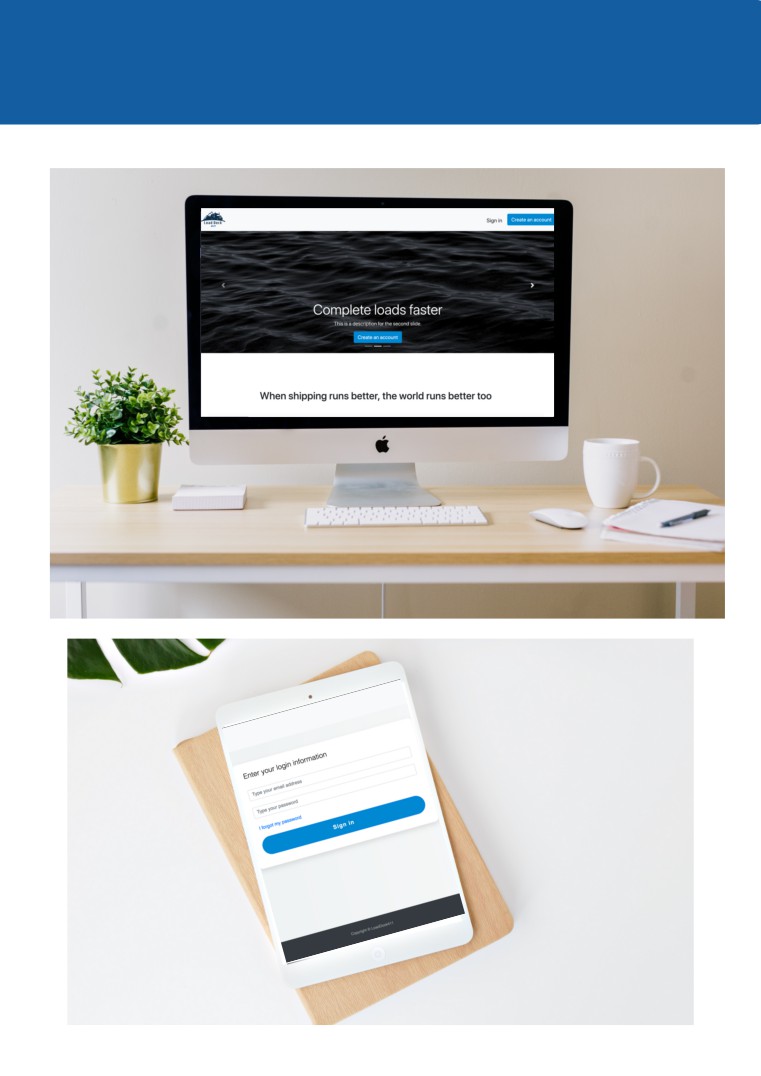 Sign in
Create an account
Complete loads faster
This is a description for the second slide.
Create an account
When shipping runs better, the world runs better too
Enter your login information
Type your email address
Type your password
I forgot my password
Sign in
Copyright ©